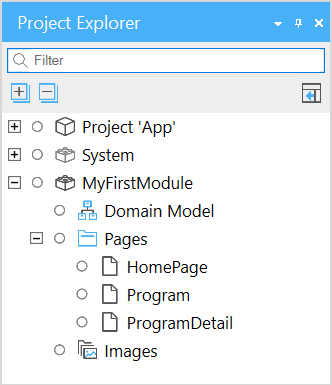 Project Explorer
Filter
Project 'App'
System
MyFirstModule
Domain Model
Pages
HomePage
Program
ProgramDetail
Images